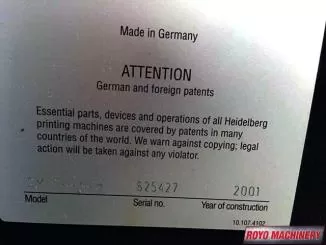 Made in Germany
ATTENTION
German and foreign patents
Essential parts, devices and operations of all Heidelberg
printing machines are covered by patents in many
countries of the world. We warn against copying; legal
action will be taken against any violator.
625427 2001
Model Serial no. Year of construction
10.107.4102
ROYO MACHINERY